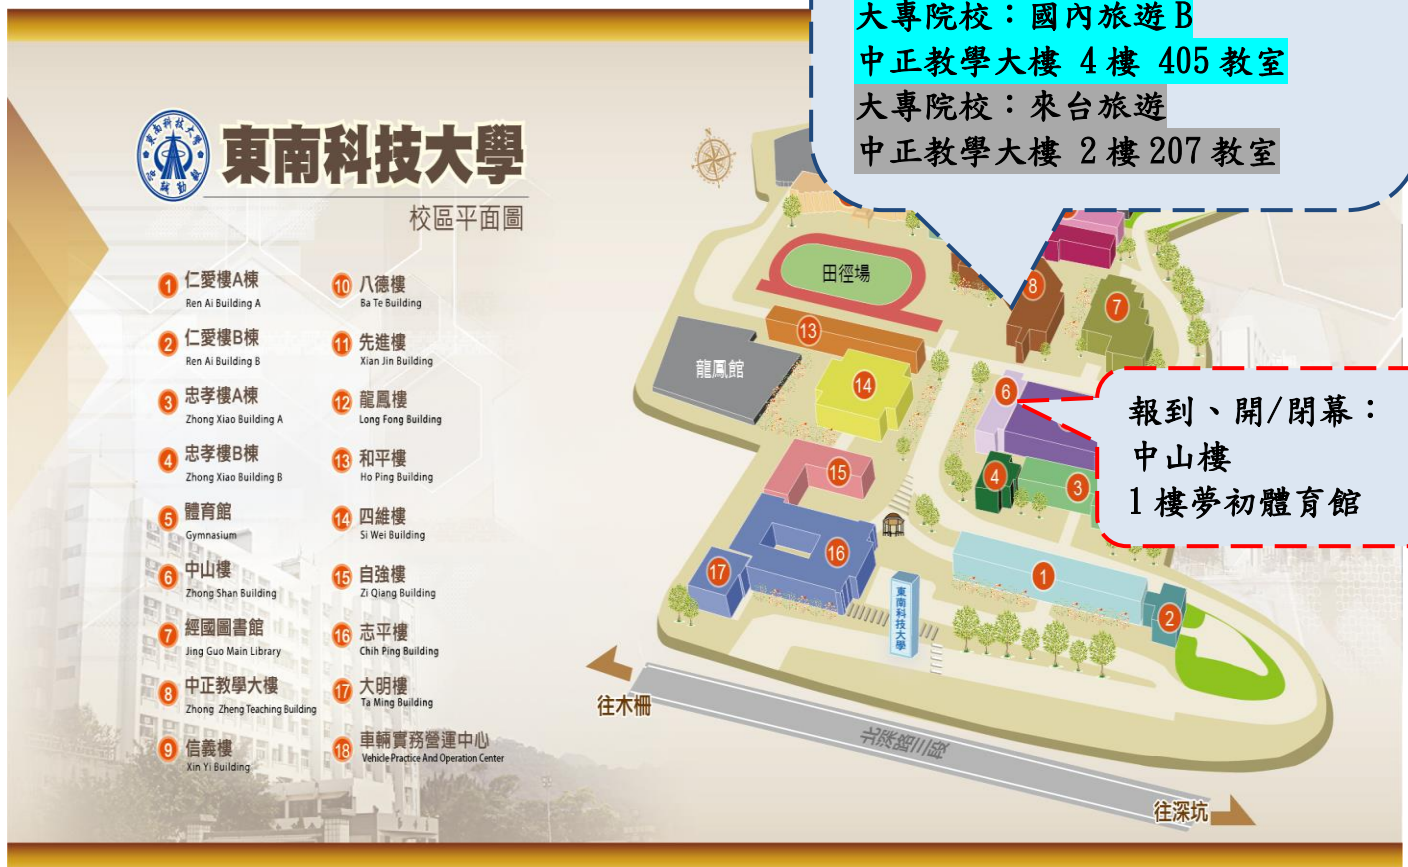 大專院校：國內旅遊B
中正教學大樓 4樓 405教室
大專院校：來台旅遊
中正教學大樓 2樓207教室
東南科技大學
校區平面圖
1 仁愛樓A棟
Ren Ai Building A
2 仁愛樓B棟
Ren Ai Building B
3 忠孝樓A棟
Zhong Xiao Building A
4 忠孝樓B棟
Zhong Xiao Building B
5 體育館
Gymnasium
6 中山樓
Zhong Shan Building
7 經國圖書館
Jing Guo Main Library
8 中正教學大樓
Zhong Zheng Teaching Building
9 信義樓
Xin Yi Building
10 八德樓
Ba Te Building
11 先進樓
Xian Jin Building
12 龍鳳樓
Long Fong Building
13 和平樓
Ho Ping Building
14 四維樓
Si Wei Building
15 自強樓
Zi Qiang Building
16 志平樓
Chih Ping Building
17 大明樓
Ta Ming Building
18 車輛實務營運中心
Vehicle Practice And Operation Center
田徑場
8
7
13
龍鳳館
14
6
報到、開/閉幕：
中山樓
1樓夢初體育館
15
4
3
16
17
1
2
東南科技大學
往木柵
北深路三段
往深坑